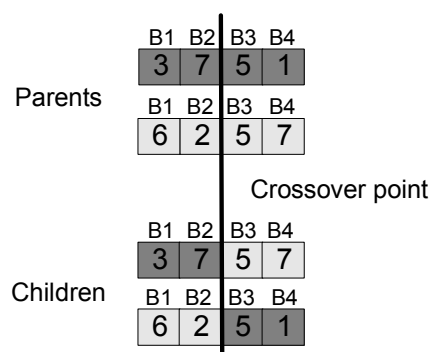 B1 B2 B3 B4
3 7 5 1
Parents
B1 B2 B3 B4
6 2 5 7
Crossover point
B1 B2 B3 B4
3 7 5 7
Children
B1 B2 B3 B4
6 2 5 1